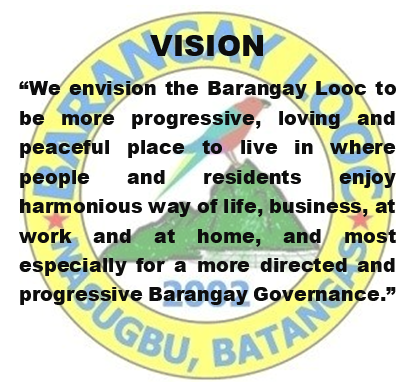 VISION
“We envision the Barangay Looc to
be more progressive, loving and
peaceful place to live in where
people and residents enjoy
harmonious way of life, business, at
work and at home, and most
especially for a more directed and
progressive Barangay Governance.”
BARANGAY LOOC
2002
NASUGBU, BATANGAS